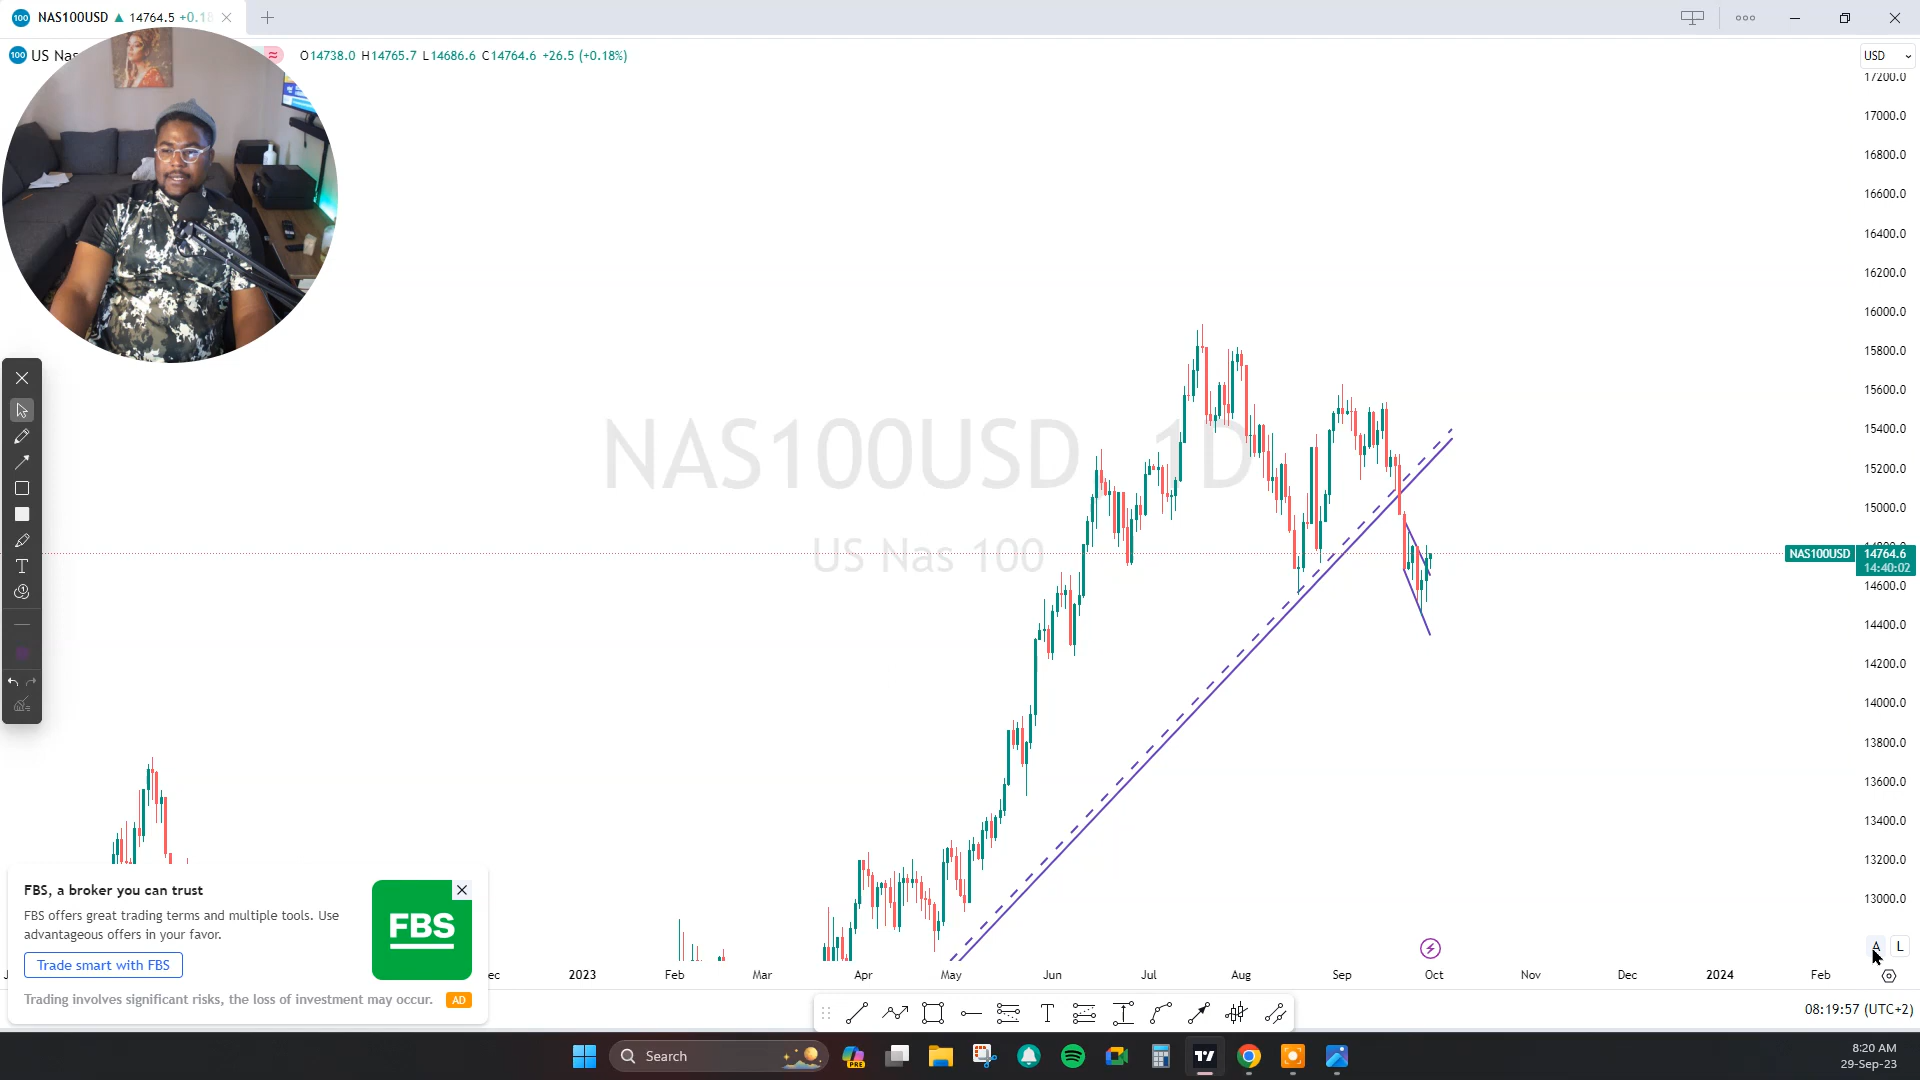 NAS100USD ▲ 14764.5 +0.18
100 US Nas
O14738.0 H14765.7 L14686.6 C14764.6 +26.5 (+0.18%)
USD
17200.0
17000.0
16800.0
16600.0
16400.0
16200.0
16000.0
15800.0
15600.0
15400.0
15200.0
15000.0
NAS100USD 14764.6
14:40:02
14600.0
14400.0
14200.0
14000.0
13800.0
13600.0
13400.0
13200.0
13000.0
NAS100USD, 1D
US Nas 100
A L
ec 2023 Feb Mar Apr May Jun Jul Aug Sep Oct Nov Dec 2024 Feb
FBS, a broker you can trust
FBS offers great trading terms and multiple tools. Use
advantageous offers in your favor.
Trade smart with FBS
FBS
Trading involves significant risks, the loss of investment may occur. AD
08:19:57 (UTC+2)
Search
PRE
8:20 AM
29-Sep-23